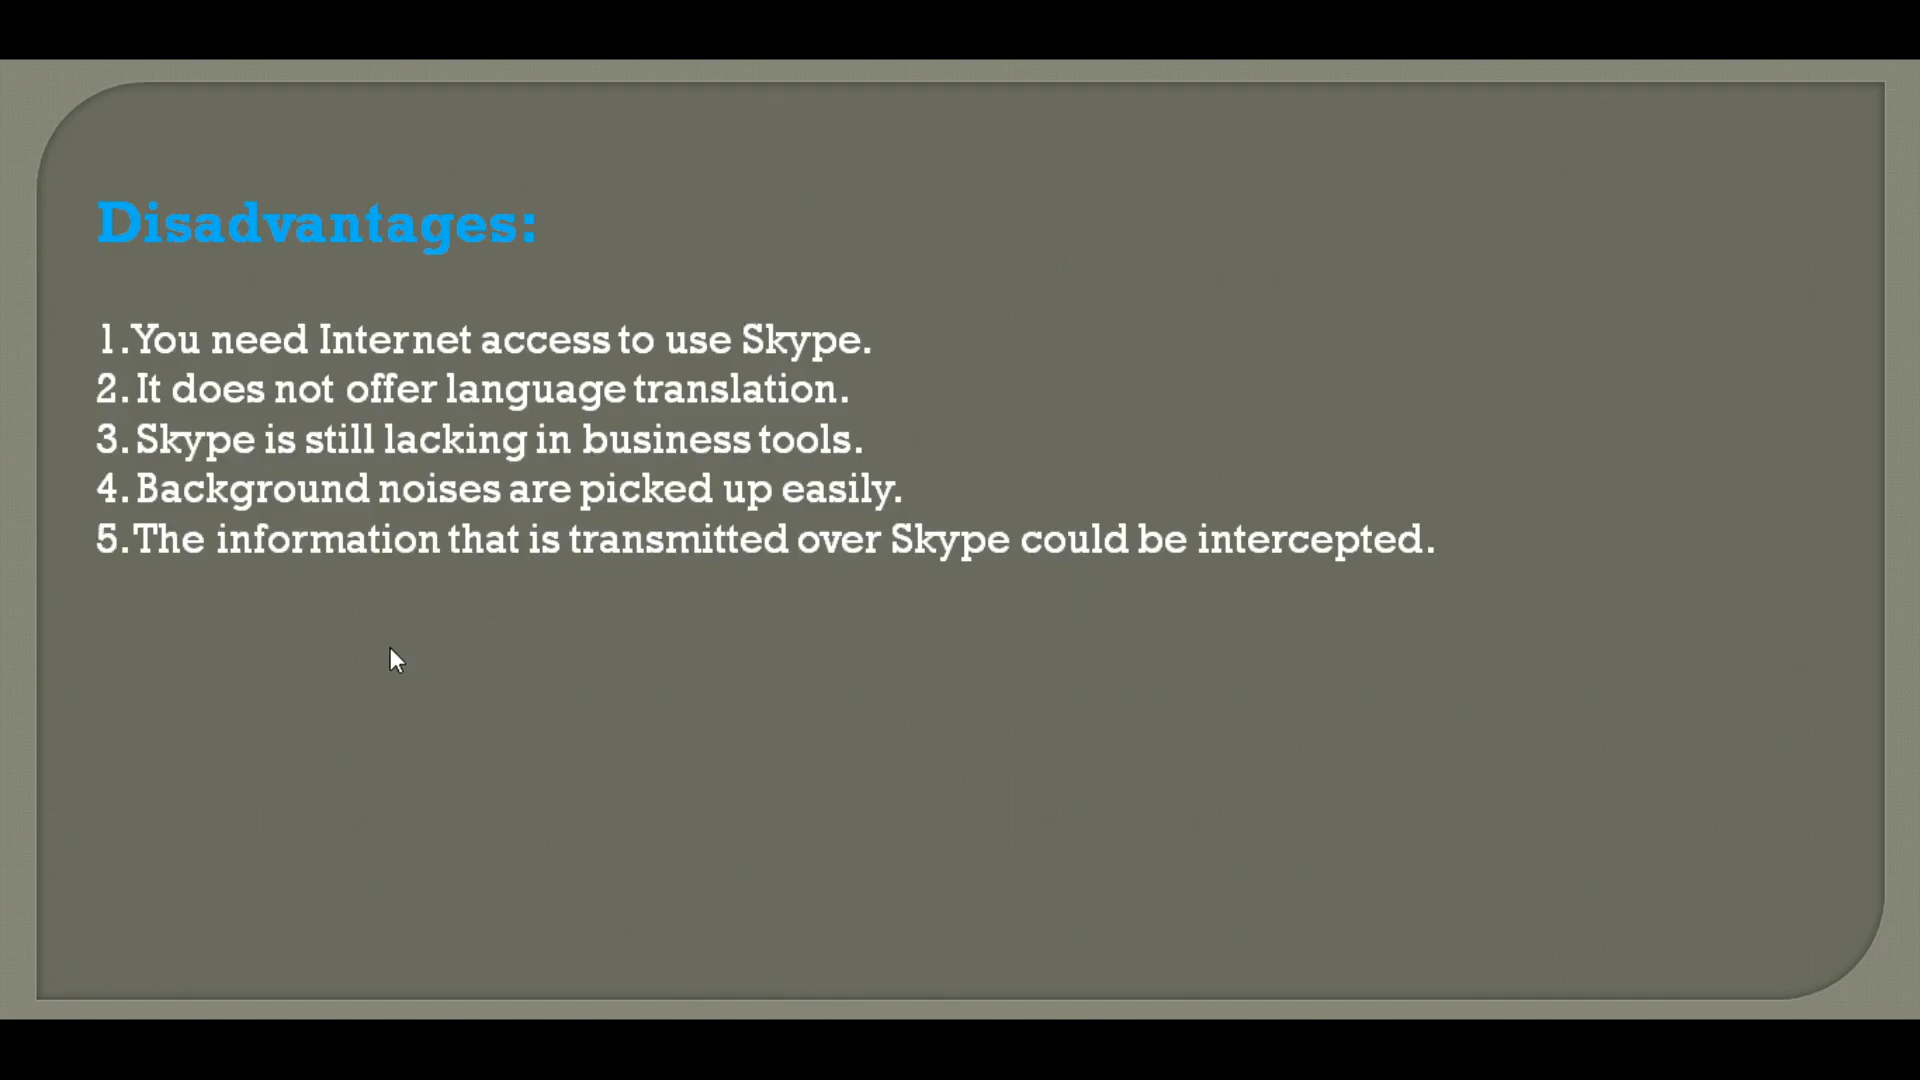 Disadvantages:
1.You need Internet access to use Skype.
2. It does not offer language translation.
3. Skype is still lacking in business tools.
4. Background noises are picked up easily.
5. The information that is transmitted over Skype could be intercepted.